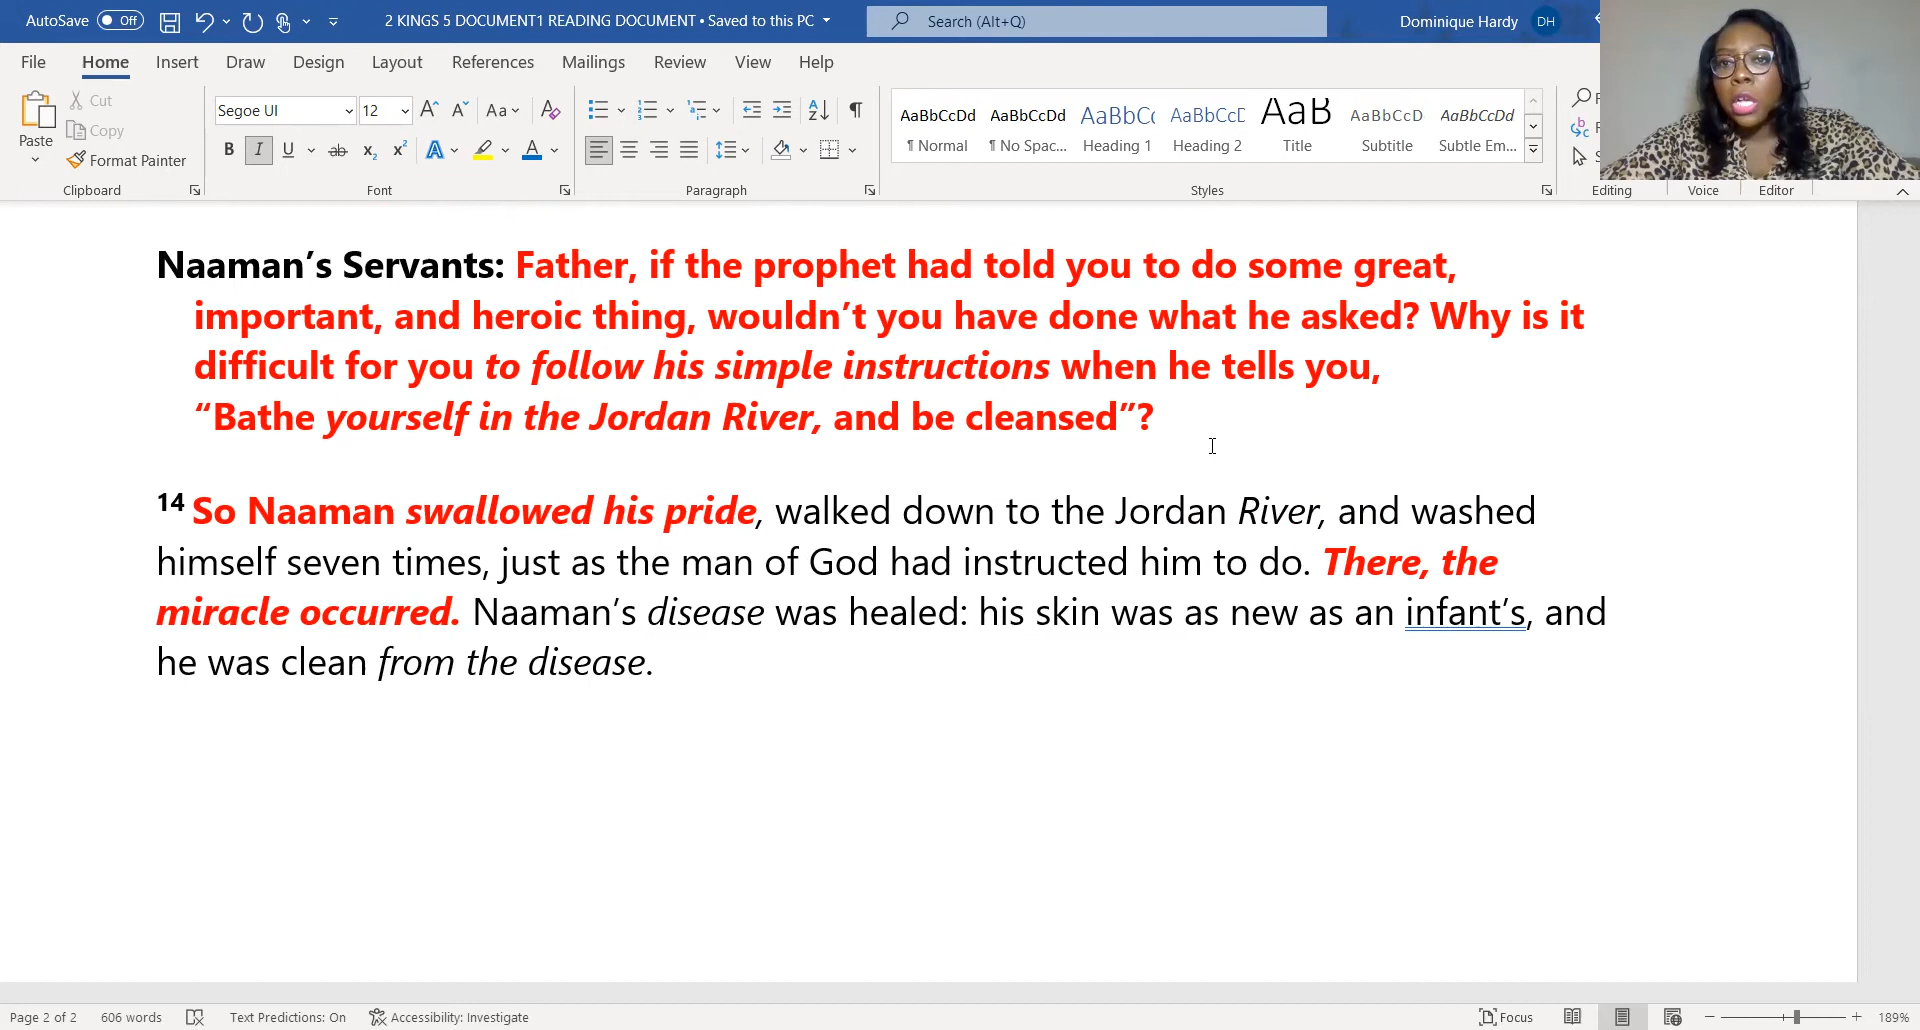 AutoSave Off 2 KINGS 5 DOCUMENT1 READING DOCUMENT • Saved to this PC Search (Alt+Q) Dominique Hardy DH
File Home Insert Draw Design Layout References Mailings Review View Help
Cut
Copy
Paste
Format Painter
Segoe UI 12 Aa
B I U ab x₂ x² A A
AaBbCcDd AaBbCcDd AaBbC AaBbCcD AaB AaBbCcD AaBbCcDd
¶ Normal ¶ No Spac... Heading 1 Heading 2 Title Subtitle Subtle Em...
Clipboard Font Paragraph Styles Editing Voice Editor
Naaman’s Servants: Father, if the prophet had told you to do some great,
important, and heroic thing, wouldn’t you have done what he asked? Why is it
difficult for you to follow his simple instructions when he tells you,
“Bathe yourself in the Jordan River, and be cleansed”?
14 So Naaman swallowed his pride, walked down to the Jordan River, and washed
himself seven times, just as the man of God had instructed him to do. There, the
miracle occurred. Naaman’s disease was healed: his skin was as new as an infant’s, and
he was clean from the disease.
Page 2 of 2 606 words Text Predictions: On Accessibility: Investigate Focus 189%